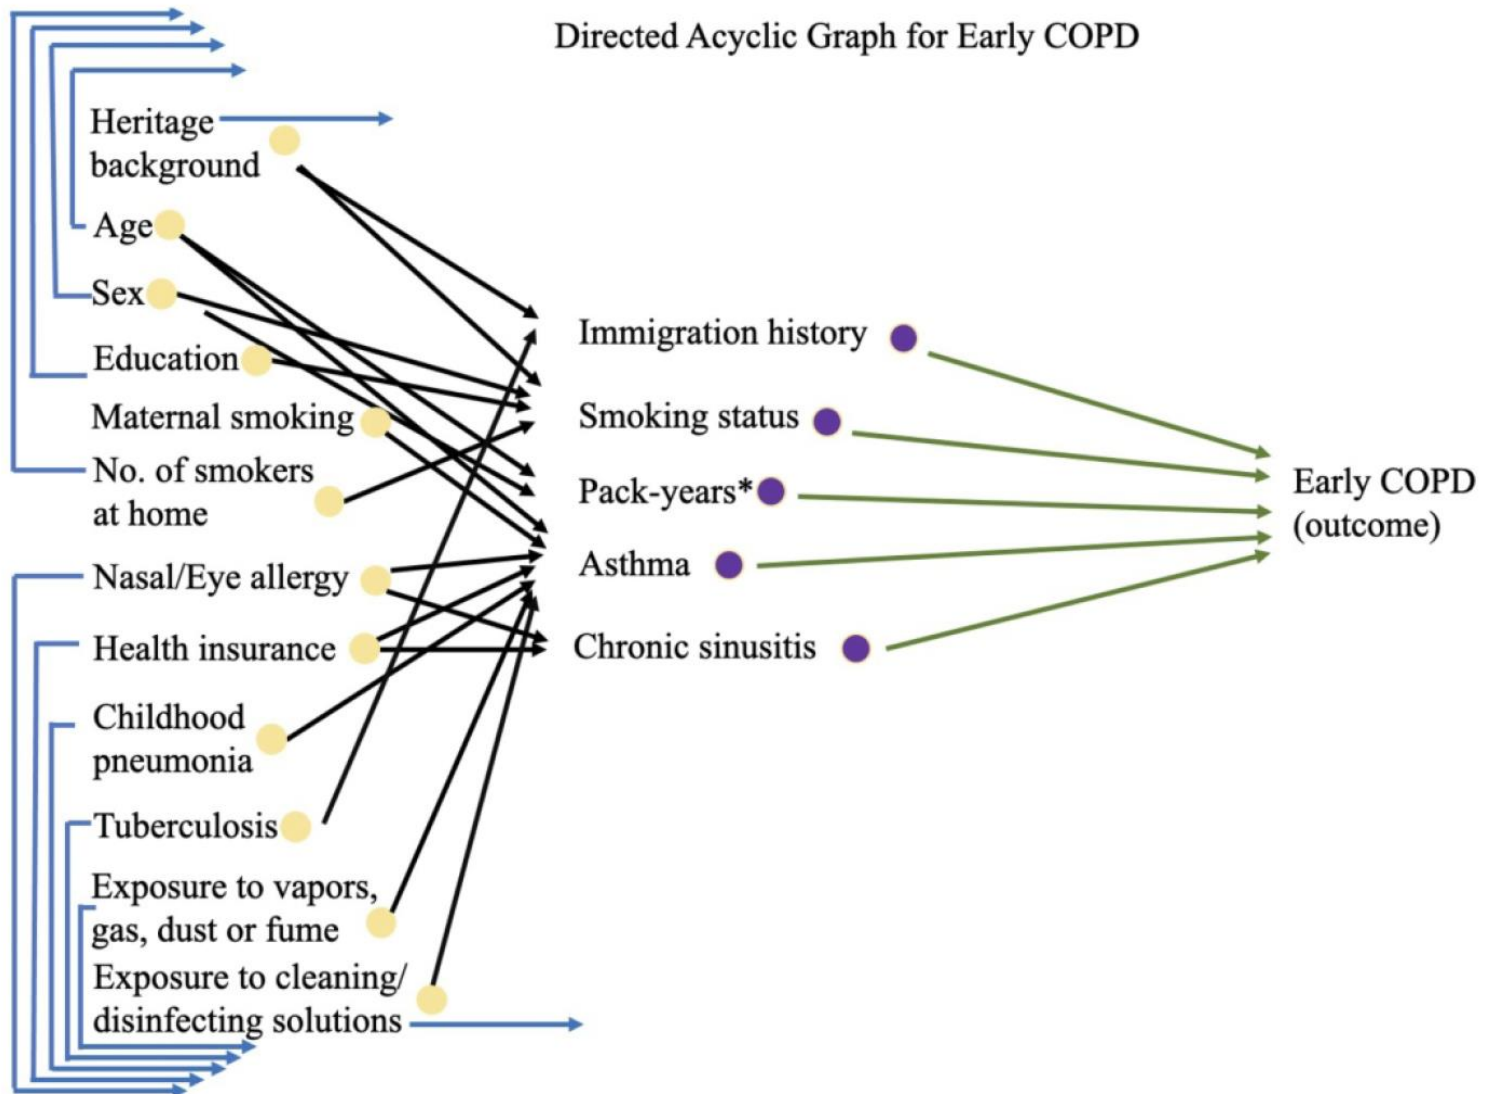 Directed Acyclic Graph for Early COPD
Heritage
background
Age
Sex
Education
Maternal smoking
No. of smokers
at home
Nasal/Eye allergy
Health insurance
Childhood
pneumonia
Tuberculosis
Exposure to vapors,
gas, dust or fume
Exposure to cleaning/
disinfecting solutions
Immigration history
Smoking status
Pack-years*
Asthma
Chronic sinusitis
Early COPD
(outcome)